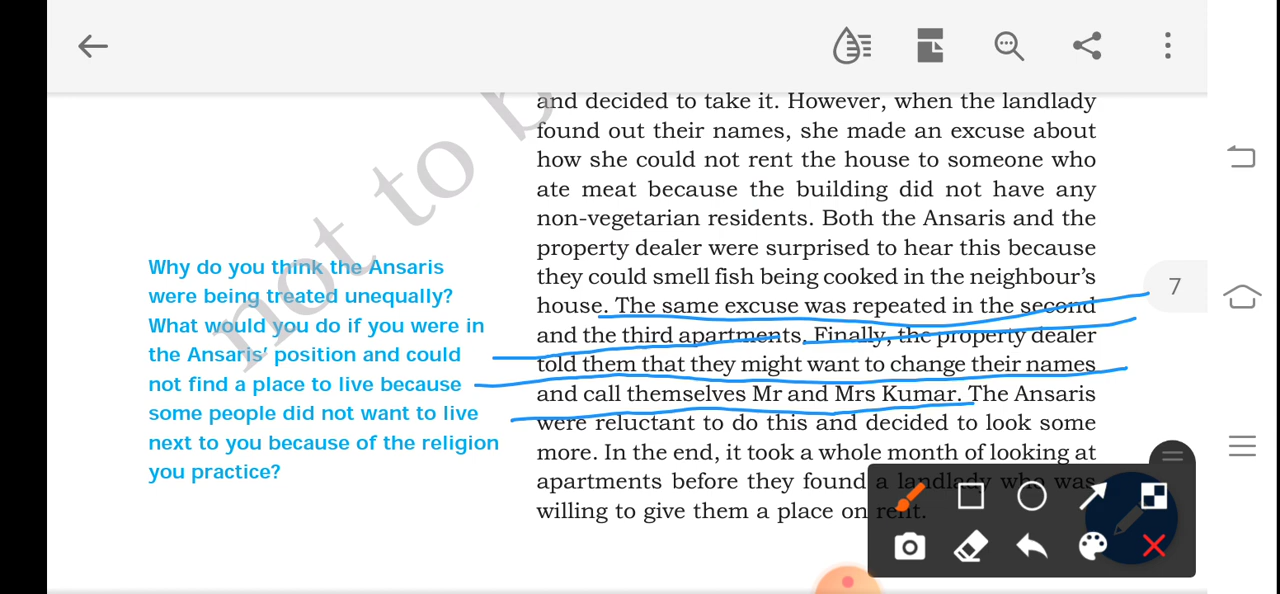 and decided to take it. However, when the landlady
found out their names, she made an excuse about
how she could not rent the house to someone who
ate meat because the building did not have any
non-vegetarian residents. Both the Ansaris and the
property dealer were surprised to hear this because
they could smell fish being cooked in the neighbour's
house. The same excuse was repeated in the second
and the third apartments. Finally, the property dealer
told them that they might want to change their names
and call themselves Mr and Mrs Kumar. The Ansaris
were reluctant to do this and decided to look some
more. In the end, it took a whole month of looking at
apartments before they found a landlady who was
willing to give them a place on rent.
Why do you think the Ansaris
were being treated unequally?
What would you do if you were in
the Ansaris' position and could
not find a place to live because
some people did not want to live
next to you because of the religion
you practice?
not to b
7